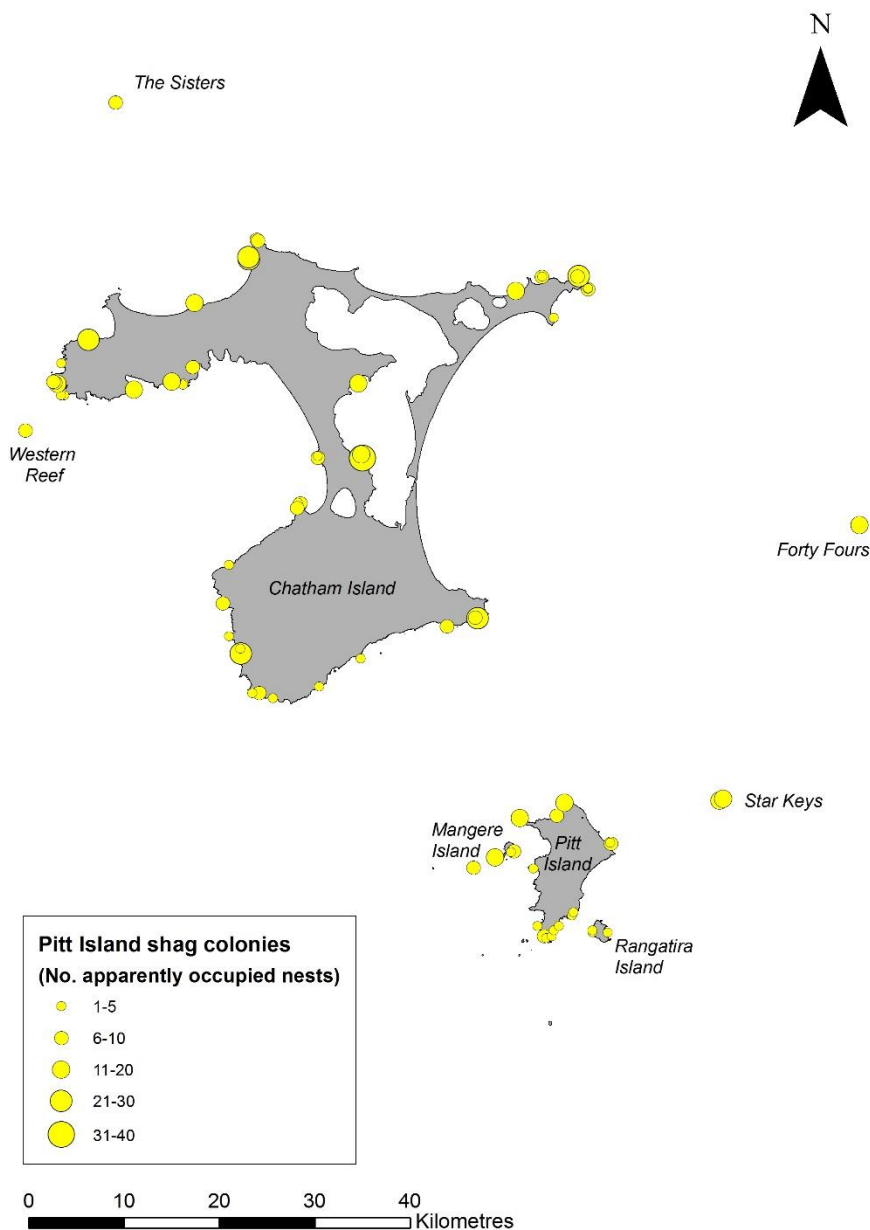 N
The Sisters
Western
Reef
Forty Fours
Chatham Island
Star Keys
Mangere
Island
Pitt
Island
Rangatira
Island
Pitt Island shag colonies
(No. apparently occupied nests)
1-5
6-10
11-20
21-30
31-40
0 10 20 30 40
Kilometres